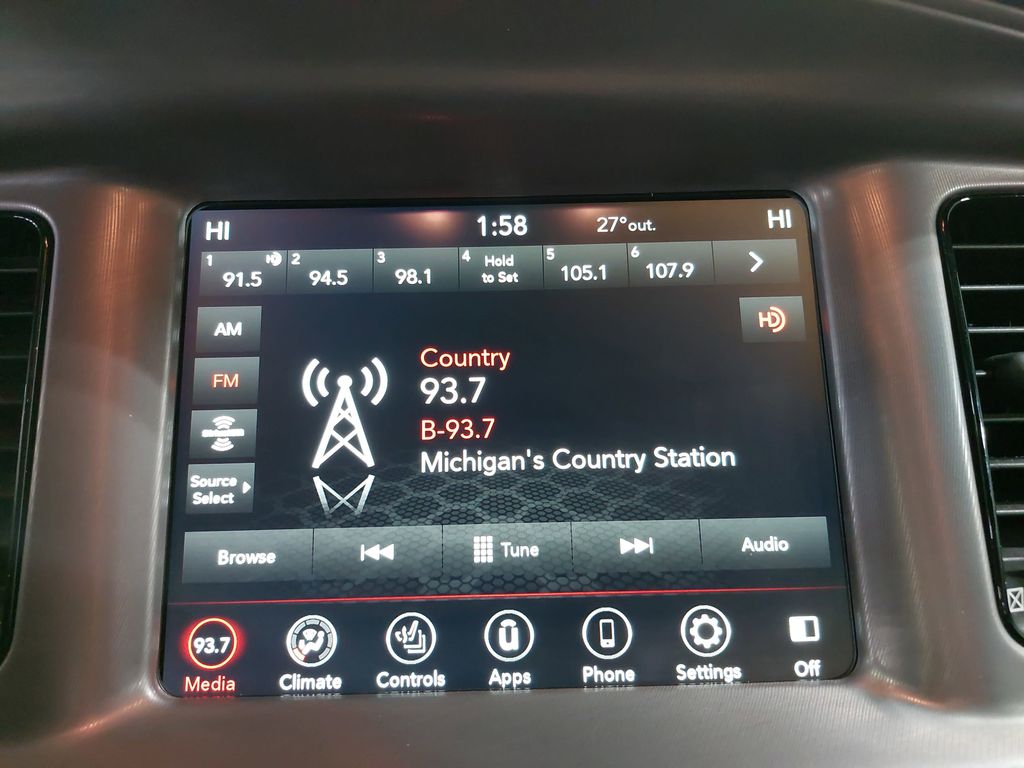 HI 1:58 27°out. HI
1 91.5 HD 2 94.5 3 98.1 4 Hold to Set 5 105.1 6 107.9
AM
HD
FM
Country
93.7
B-93.7
Michigan's Country Station
Source
Select
Browse Tune Audio
93.7
Media Climate Controls Apps Phone Settings Off